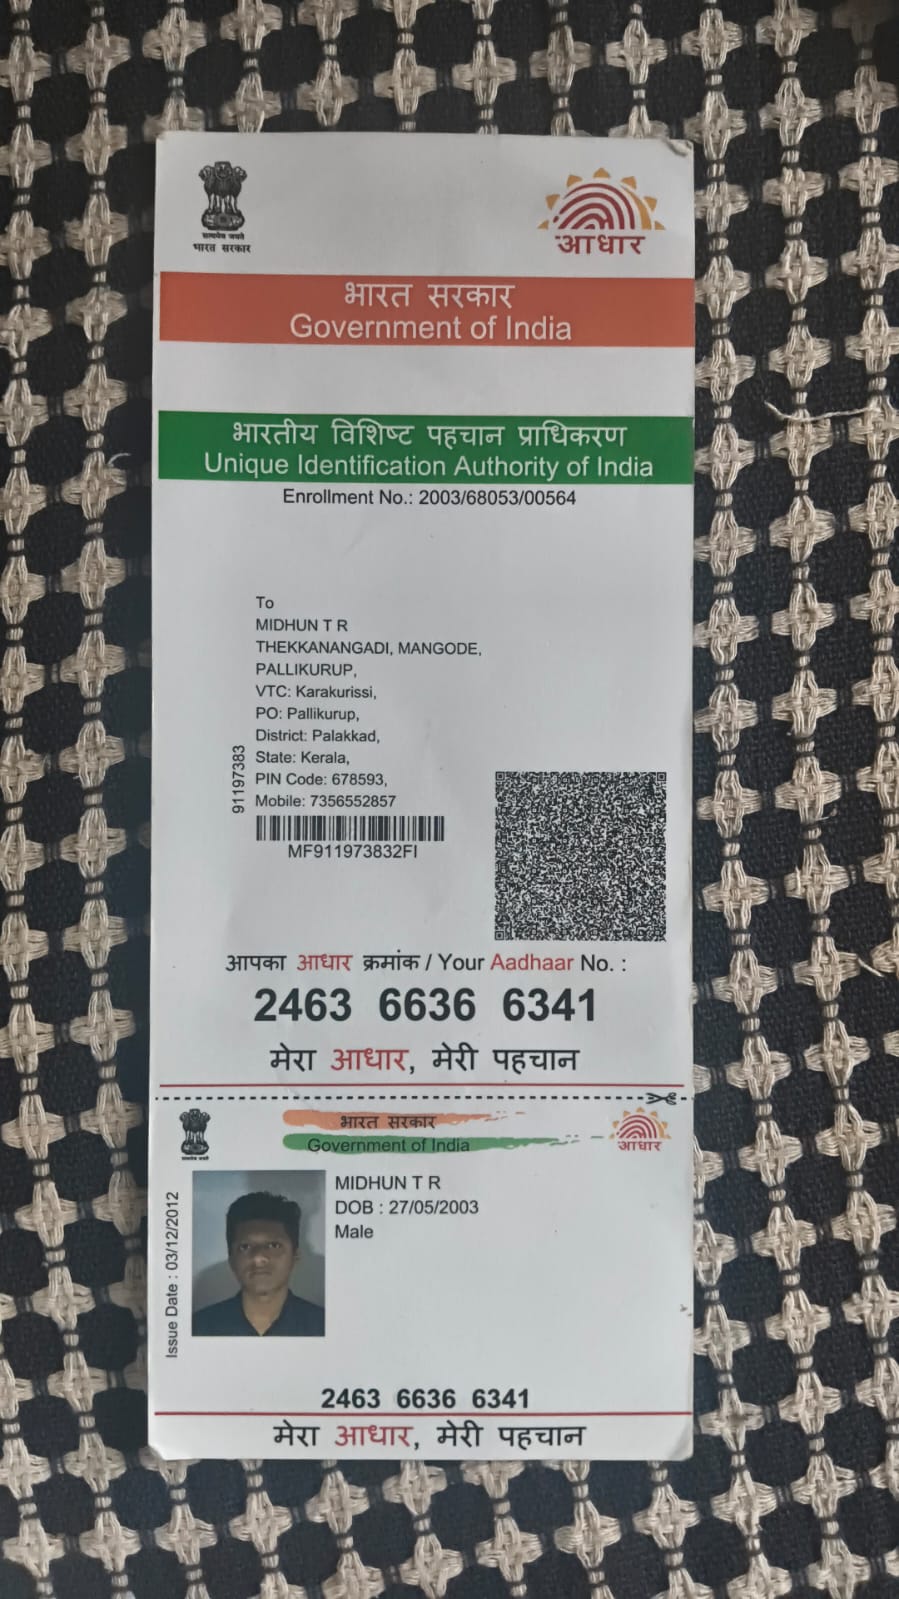 सत्यमेव जयते
भारत सरकार
आधार
भारत सरकार
Government of India
भारतीय विशिष्ट पहचान प्राधिकरण
Unique Identification Authority of India
Enrollment No.: 2003/68053/00564
To
MIDHUN T R
THEKKANANGADI, MANGODE,
PALLIKURUP,
VTC: Karakurissi,
PO: Pallikurup,
District: Palakkad,
State: Kerala,
PIN Code: 678593,
Mobile: 7356552857
91197383
MF911973832FI
आपका आधार क्रमांक / Your Aadhaar No. :
2463 6636 6341
मेरा आधार, मेरी पहचान
भारत सरकार
Government of India
आधार
MIDHUN T R
DOB : 27/05/2003
Male
Issue Date : 03/12/2012
2463 6636 6341
मेरा आधार, मेरी पहचान